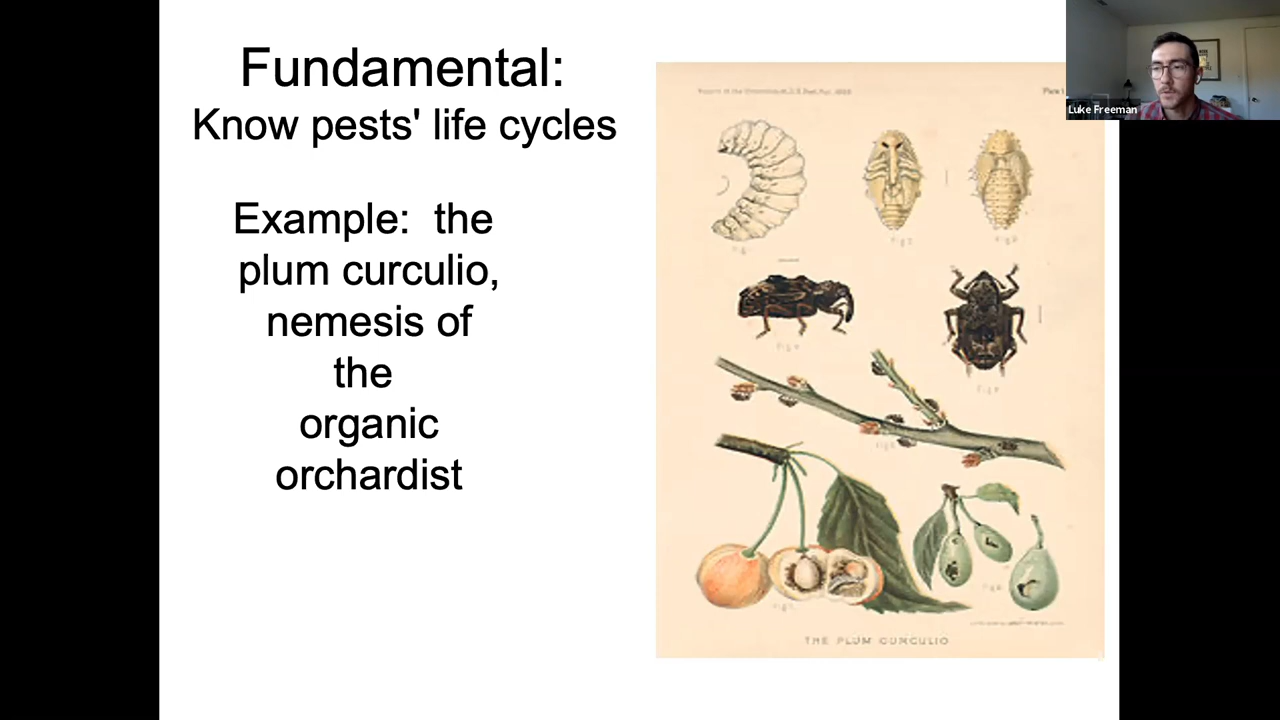 Fundamental:
Know pests' life cycles
Example: the
plum curculio,
nemesis of
the
organic
orchardist
Luke Freeman
THE PLUM CURCULIO